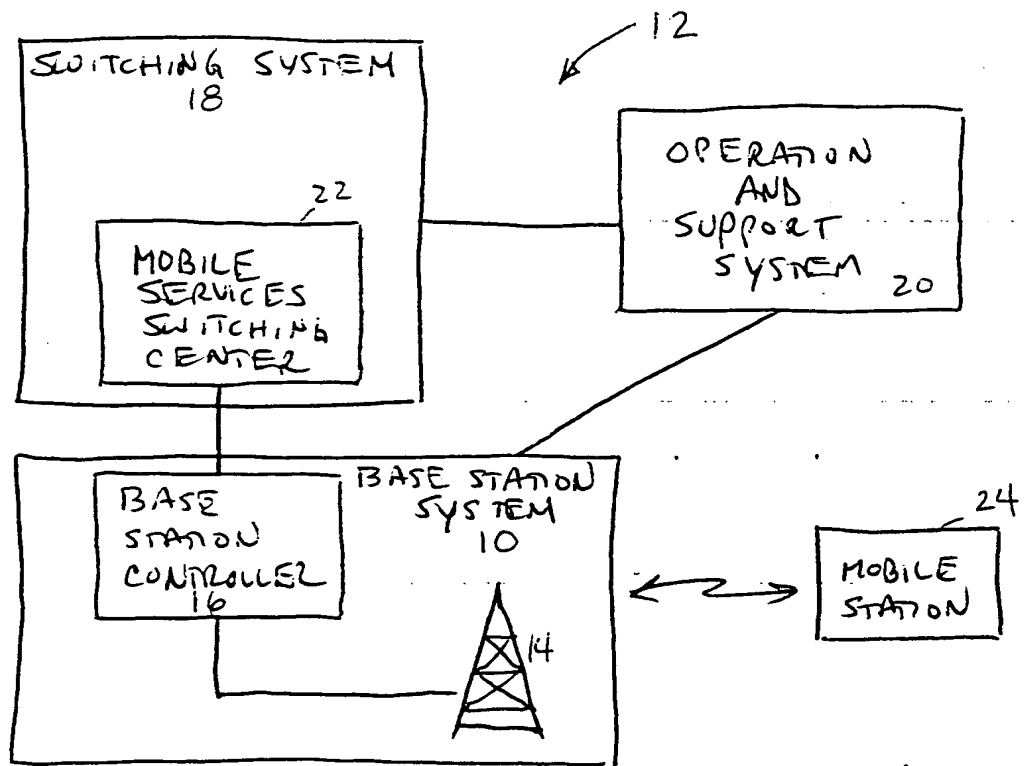 12
SWITCHING SYSTEM
18
22
MOBILE
SERVICES
SWITCHING
CENTER
OPERATION
AND
SUPPORT
SYSTEM
20
BASE STATION
SYSTEM
10
BASE
STATION
CONTROLLER
16
14
24
MOBILE
STATION